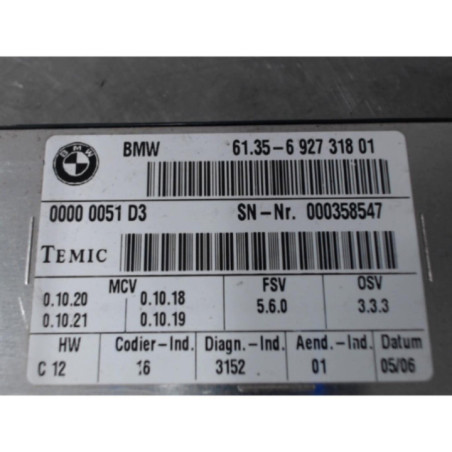 BMW
BMW 61.35-6 927 318 01
0000 0051 D3 SN-Nr. 000358547
TEMIC
MCV FSV OSV
0.10.20 0.10.18 5.6.0 3.3.3
0.10.21 0.10.19
HW Codier-Ind. Diagn.-Ind. Aend.-Ind. Datum
C 12 16 3152 01 05/06